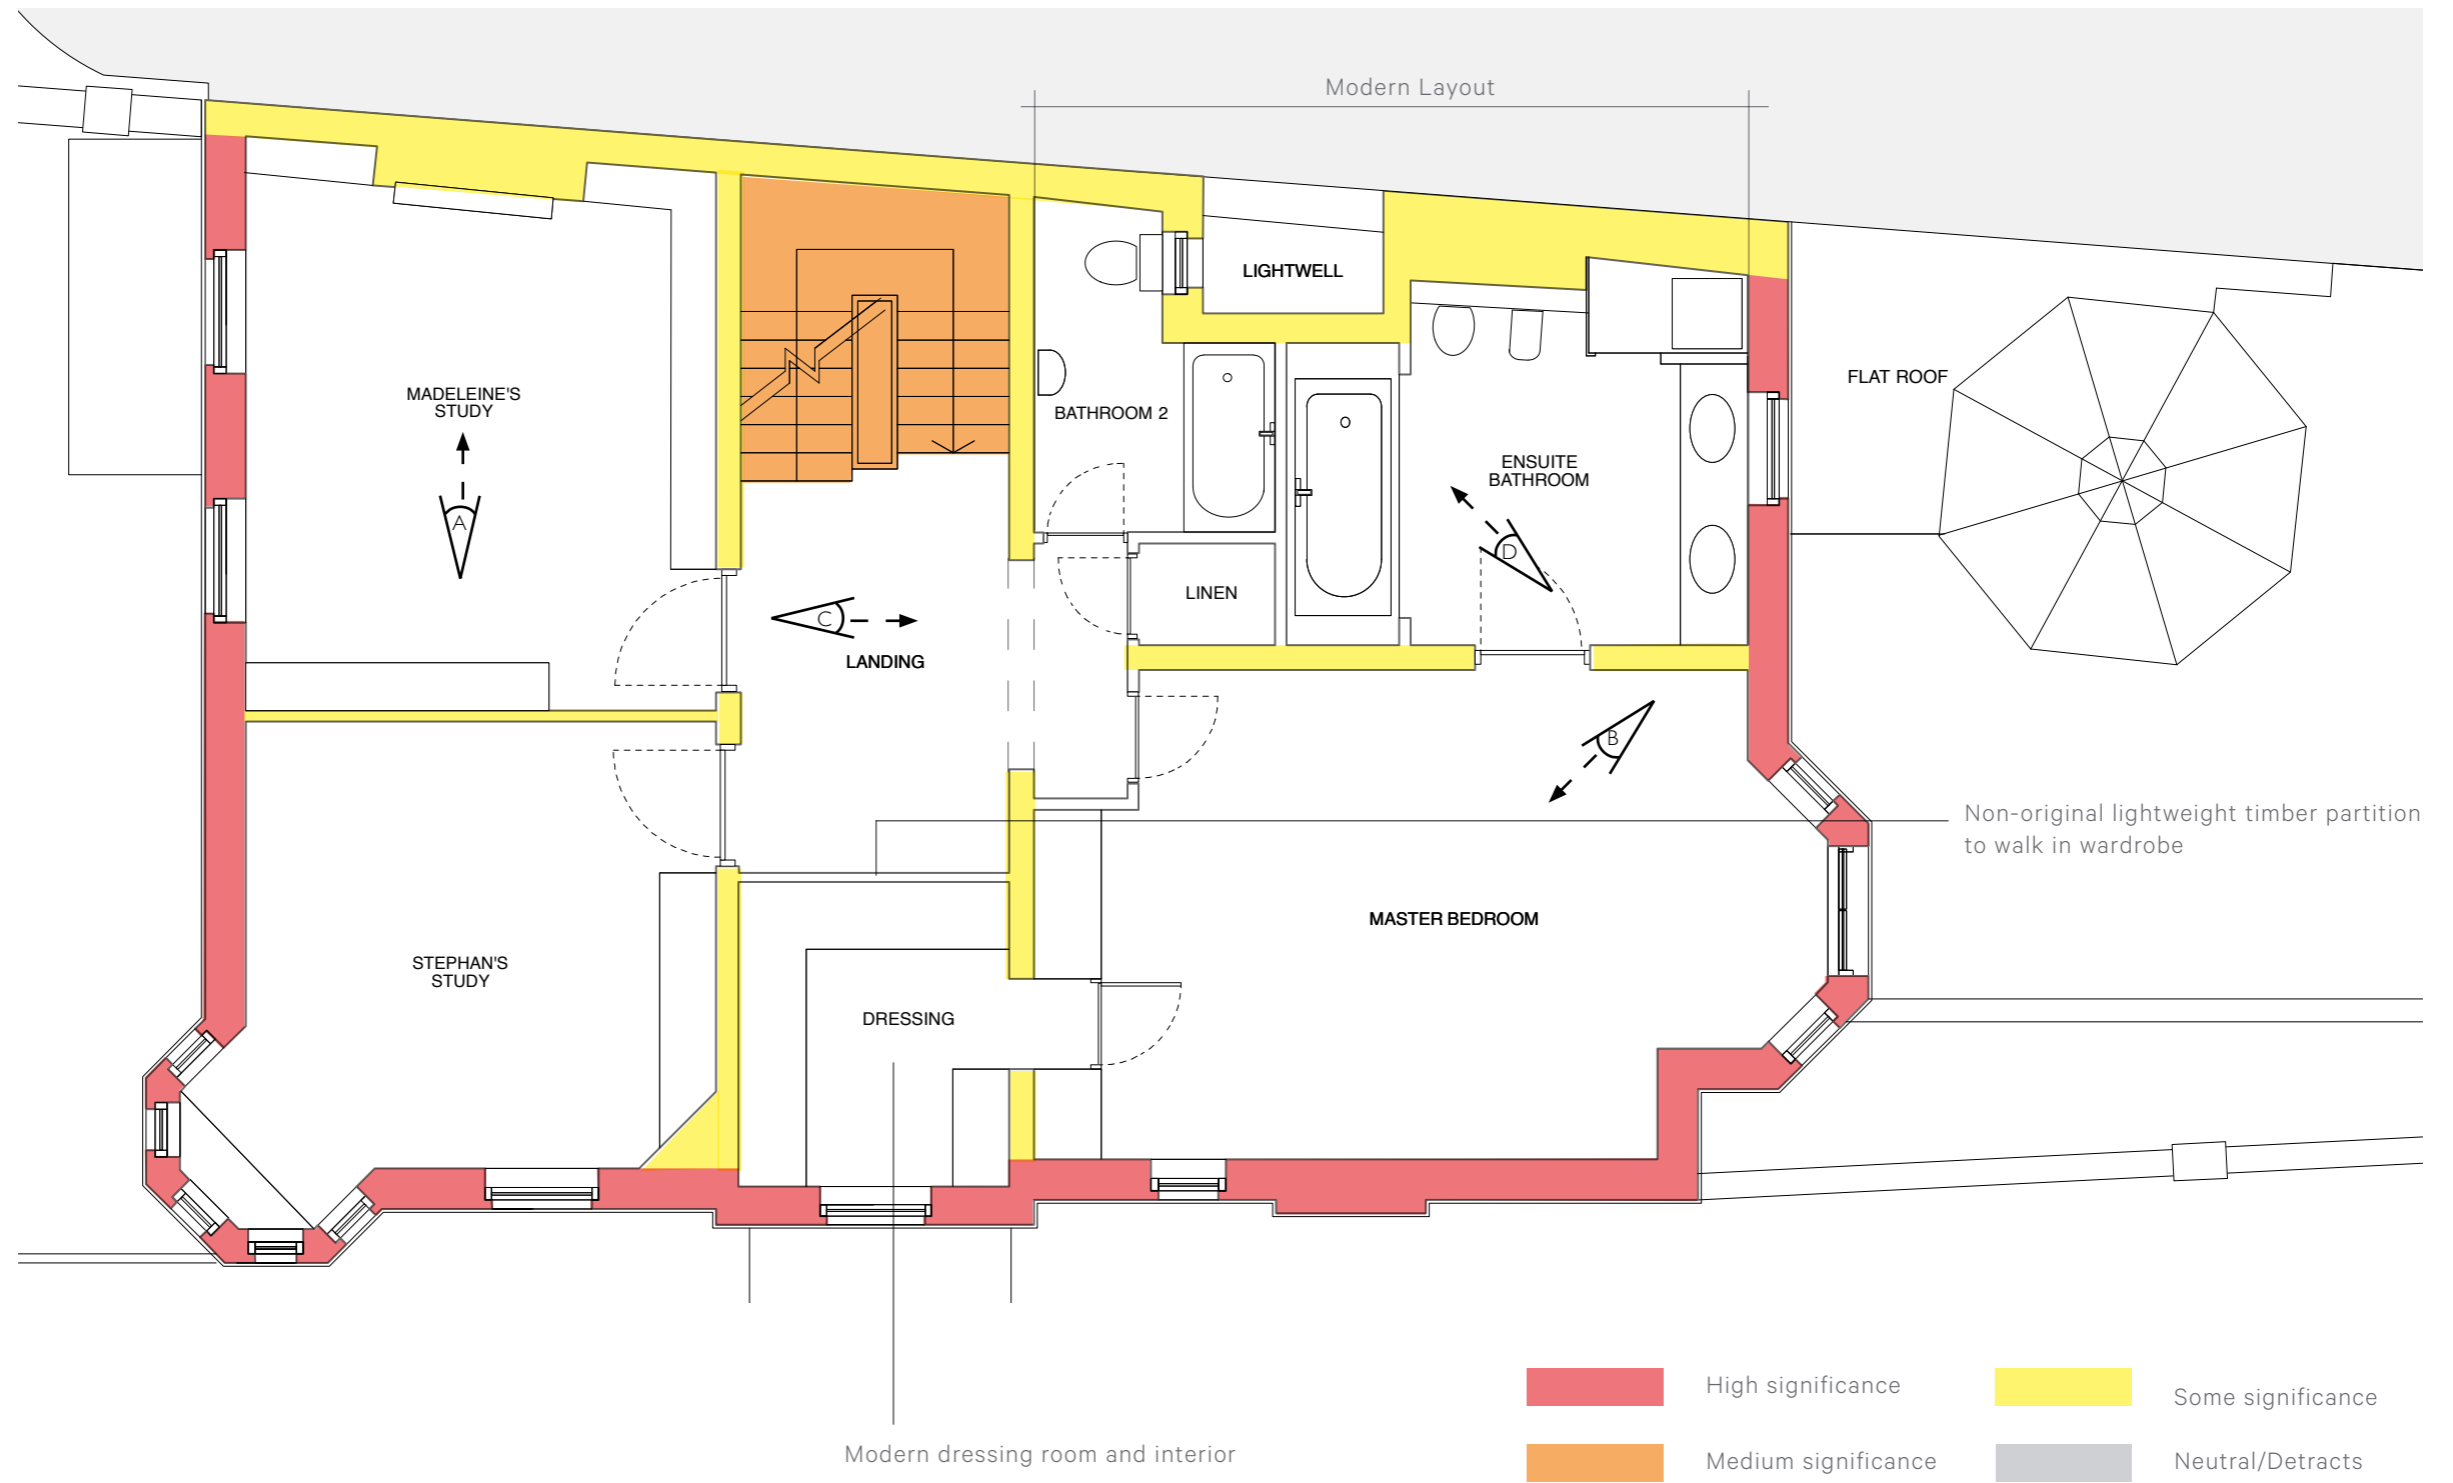 Modern Layout
LIGHTWELL
FLAT ROOF
MADELEINE'S
STUDY
BATHROOM 2
ENSUITE
BATHROOM
A
D
LINEN
C
LANDING
B
Non-original lightweight timber partition
to walk in wardrobe
MASTER BEDROOM
STEPHAN'S
STUDY
DRESSING
High significance
Some significance
Modern dressing room and interior
Medium significance
Neutral/Detracts